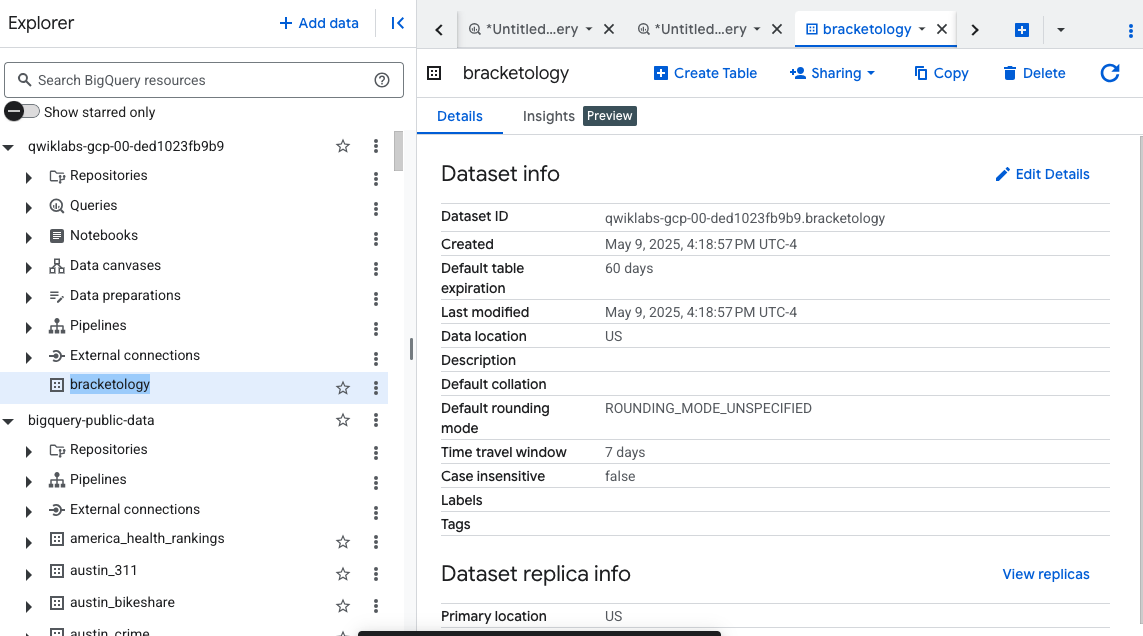 Explorer
+ Add data
Search BigQuery resources
Show starred only
qwiklabs-gcp-00-ded1023fb9b9
Repositories
Queries
Notebooks
Data canvases
Data preparations
Pipelines
External connections
bracketology
bigquery-public-data
Repositories
Pipelines
External connections
america_health_rankings
austin_311
austin_bikeshare
austin_crime
*Untitled…ery
*Untitled…ery
bracketology
bracketology
Create Table
Sharing
Copy
Delete
Details
Insights
Preview
Dataset info
Edit Details
Dataset ID qwiklabs-gcp-00-ded1023fb9b9.bracketology
Created May 9, 2025, 4:18:57 PM UTC-4
Default table 60 days
expiration
Last modified May 9, 2025, 4:18:57 PM UTC-4
Data location US
Description
Default collation
Default rounding ROUNDING_MODE_UNSPECIFIED
mode
Time travel window 7 days
Case insensitive false
Labels
Tags
Dataset replica info
View replicas
Primary location US